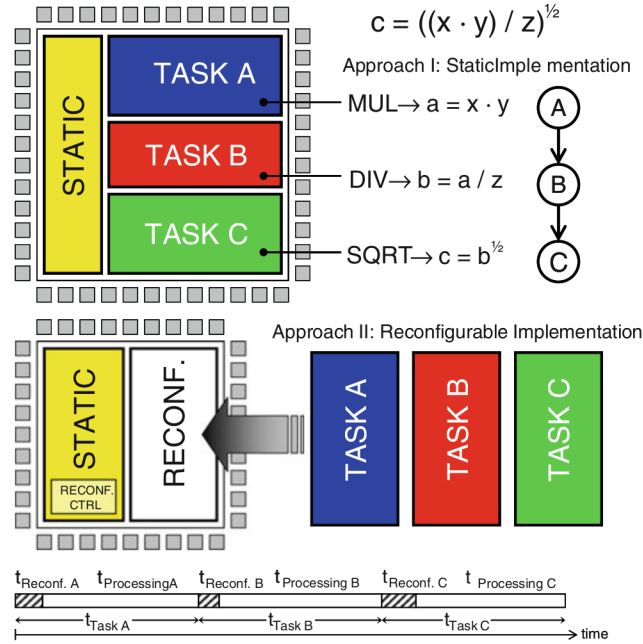 c = ((x · y) / z)^½
Approach I: StaticImple mentation
STATIC
TASK A
TASK B
TASK C
MUL→ a = x · y
DIV→ b = a / z
SQRT→ c = b^½
A
B
C
Approach II: Reconfigurable Implementation
STATIC
RECONF.
CTRL
RECONF.
TASK A
TASK B
TASK C
tReconf. A tProcessingA tReconf. B tProcessing B tReconf. C t Processing C
tTask A tTask B tTask C
time